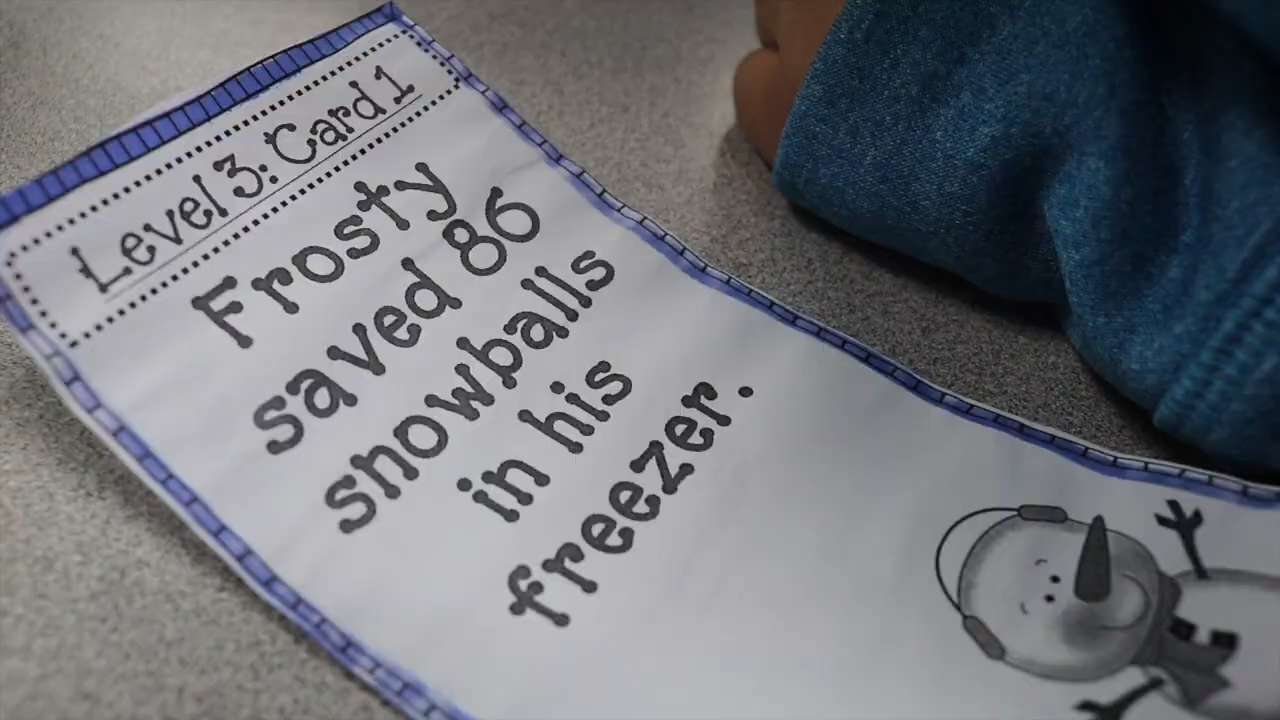 Level 3: Card 1
Frosty
saved 86
snowballs
in his
freezer.